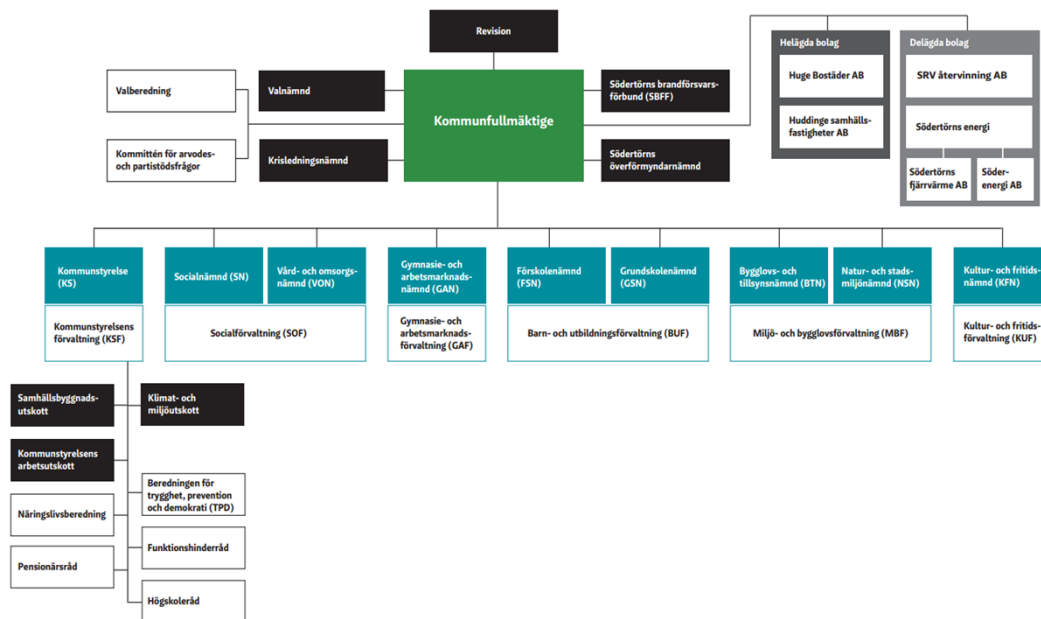 Revision
Helägda bolag
Delägda bolag
Huge Bostäder AB
SRV återvinning AB
Huddinge samhälls-
fastigheter AB
Södertörns energi
Södertörns
fjärrvärme AB
Söder-
energi AB
Valberedning
Valnämnd
Kommunfullmäktige
Södertörns brandförsvars-
förbund (SBFF)
Kommittén för arvodes-
och partistödsfrågor
Krisledningsnämnd
Södertörns
överförmyndarnämnd
Kommunstyrelse
(KS)
Socialnämnd (SN)
Vård- och omsorgs-
nämnd (VON)
Gymnasie- och
arbetsmarknads-
nämnd (GAN)
Förskolenämnd
(FSN)
Grundskolenämnd
(GSN)
Bygglovs- och
tillsynsnämnd (BTN)
Natur- och stads-
miljönämnd (NSN)
Kultur- och fritids-
nämnd (KFN)
Kommunstyrelsens
förvaltning (KSF)
Socialförvaltning (SOF)
Gymnasie- och
arbetsmarknads-
förvaltning (GAF)
Barn- och utbildningsförvaltning (BUF)
Miljö- och bygglovsförvaltning (MBF)
Kultur- och fritids-
förvaltning (KUF)
Samhällsbyggnads-
utskott
Klimat- och
miljöutskott
Kommunstyrelsens
arbetsutskott
Beredningen för
trygghet, prevention
och demokrati (TPD)
Näringslivsberedning
Funktionshinderråd
Pensionärsråd
Högskoleråd